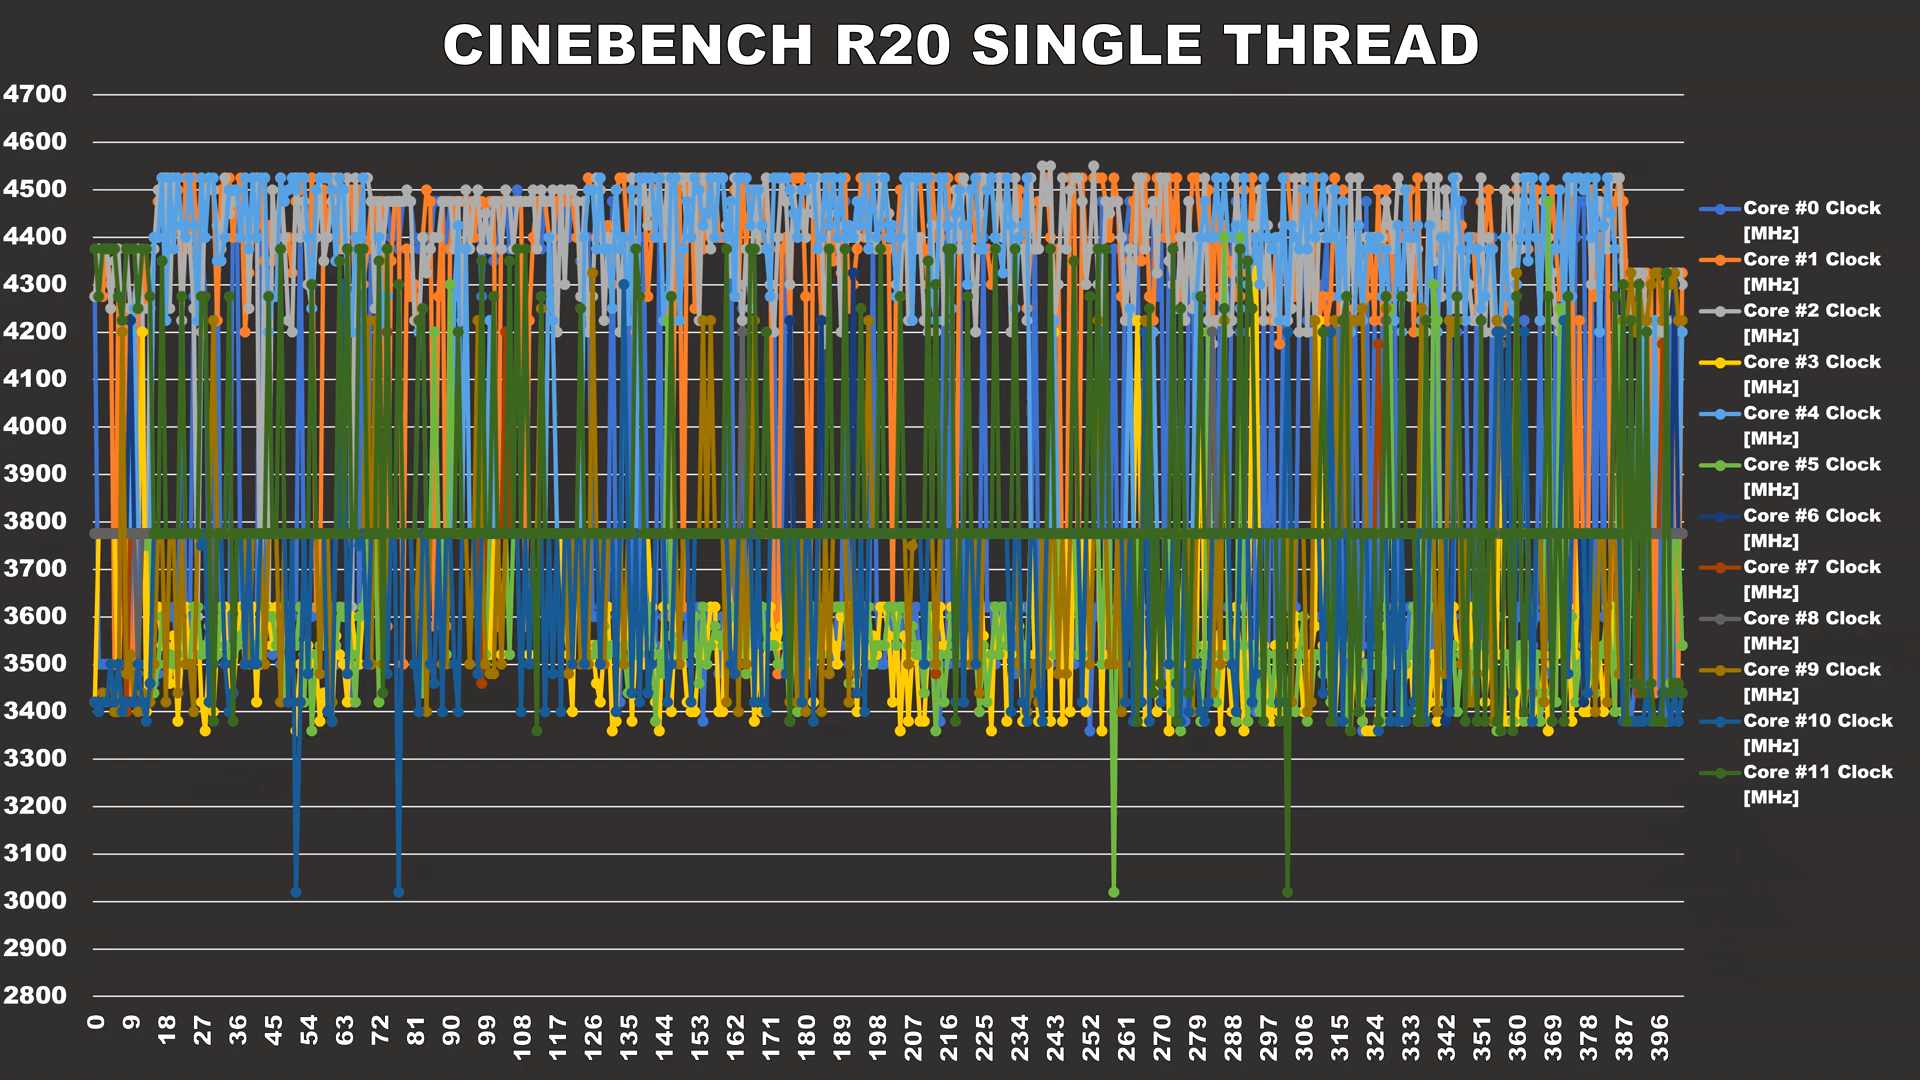 CINEBENCH R20 SINGLE THREAD
4700
4600
4500
4400
4300
4200
4100
4000
3900
3800
3700
3600
3500
3400
3300
3200
3100
3000
2900
2800
0 9 18 27 36 45 54 63 72 81 90 99 108 117 126 135 144 153 162 171 180 189 198 207 216 225 234 243 252 261 270 279 288 297 306 315 324 333 342 351 360 369 378 387 396
Core #0 Clock
[MHz]
Core #1 Clock
[MHz]
Core #2 Clock
[MHz]
Core #3 Clock
[MHz]
Core #4 Clock
[MHz]
Core #5 Clock
[MHz]
Core #6 Clock
[MHz]
Core #7 Clock
[MHz]
Core #8 Clock
[MHz]
Core #9 Clock
[MHz]
Core #10 Clock
[MHz]
Core #11 Clock
[MHz]